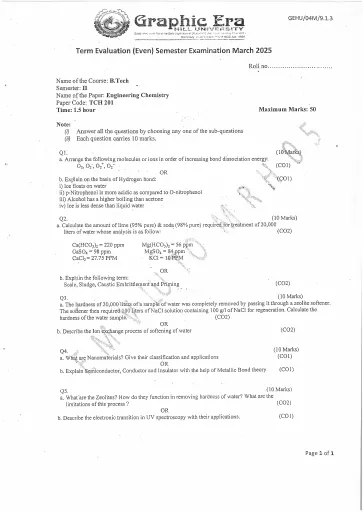 GEHU/04M/9.1.3
Graphic Era
HILL UNIVERSITY
Term Evaluation (Even) Semester Examination March 2025
Roll no..............................
Name of the Course: B.Tech
Semester: II
Name of the Paper: Engineering Chemistry
Paper Code: TCH 201
Time: 1.5 hour Maximum Marks: 50
Note:
(i) Answer all the questions by choosing any one of the sub-questions
(ii) Each question carries 10 marks.
Q1. (10 Marks)
a. Arrange the following molecules or ions in order of increasing bond dissociation energy
(CO1)
OR
b. Explain on the basis of Hydrogen bond: (CO1)
i) Ice floats on water
ii) p-Nitrophenol is more acidic as compared to O-nitrophenol
iii) Alcohol has a higher boiling than acetone
iv) Ice is less dense than liquid water
Q2. (10 Marks)
a. Calculate the amount of lime (95% pure) & soda (98% pure) required for treatment of 20,000
liters of water whose analysis is as follow: (CO2)
Ca(HCO₃)₂ = 220 ppm Mg(HCO₃)₂ = 56 ppm
CaSO₄ = 98 ppm MgSO₄ = 84 ppm
CaCl₂ = 27.75 PPM KCl = 18 PPM
OR
b. Explain the following term:
Scale, Sludge, Caustic Embrittlement and Priming (CO2)
Q3. (10 Marks)
a. The hardness of 20,000 liters of a sample of water was completely removed by passing it through a zeolite softener.
The softener then required 100 liters of NaCl solution containing 100 g/l of NaCl for regeneration. Calculate the
hardness of the water sample. (CO2)
OR
b. Describe the Ion exchange process of softening of water (CO2)
Q4. (10 Marks)
a. What are Nanomaterials? Give their classification and applications (CO1)
OR
b. Explain Semiconductor, Conductor and Insulator with the help of Metallic Bond theory (CO1)
Q5. (10 Marks)
a. What are the Zeolites? How do they function in removing hardness of water? What are the
limitations of this process ? (CO2)
OR
b. Describe the electronic transition in UV spectroscopy with their applications. (CO1)
Page 1 of 1